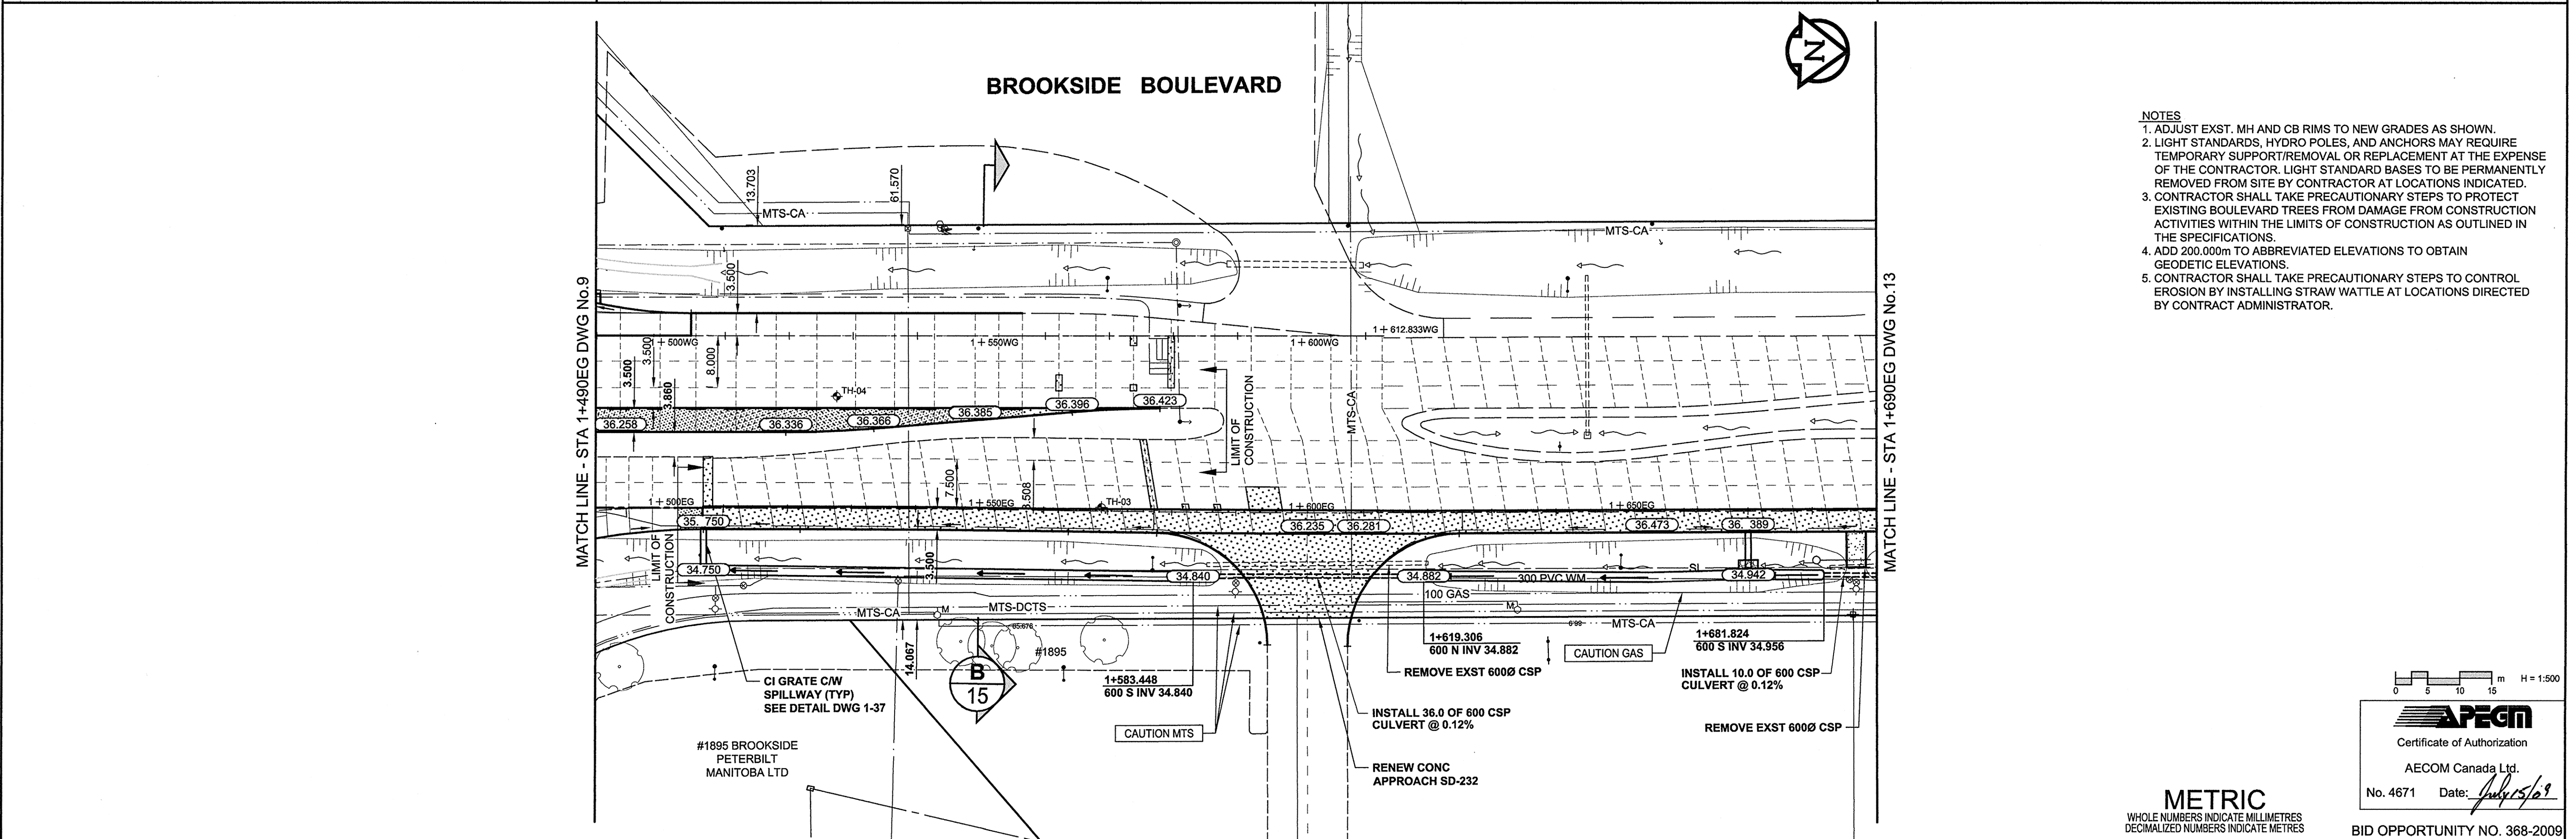 BROOKSIDE BOULEVARD
N
NOTES
1. ADJUST EXST. MH AND CB RIMS TO NEW GRADES AS SHOWN.
2. LIGHT STANDARDS, HYDRO POLES, AND ANCHORS MAY REQUIRE
TEMPORARY SUPPORT/REMOVAL OR REPLACEMENT AT THE EXPENSE
OF THE CONTRACTOR. LIGHT STANDARD BASES TO BE PERMANENTLY
REMOVED FROM SITE BY CONTRACTOR AT LOCATIONS INDICATED.
3. CONTRACTOR SHALL TAKE PRECAUTIONARY STEPS TO PROTECT
EXISTING BOULEVARD TREES FROM DAMAGE FROM CONSTRUCTION
ACTIVITIES WITHIN THE LIMITS OF CONSTRUCTION AS OUTLINED IN
THE SPECIFICATIONS.
4. ADD 200.000m TO ABBREVIATED ELEVATIONS TO OBTAIN
GEODETIC ELEVATIONS.
5. CONTRACTOR SHALL TAKE PRECAUTIONARY STEPS TO CONTROL
EROSION BY INSTALLING STRAW WATTLE AT LOCATIONS DIRECTED
BY CONTRACT ADMINISTRATOR.
MATCH LINE - STA 1+490EG DWG No.9
MATCH LINE - STA 1+690EG DWG No.13
13.703
61.570
MTS-CA
MTS-CA
3.500
1+500WG
1+550WG
1+600WG
1+612.833WG
3.500
3.500
8.000
3.860
TH-04
MTS-CA
LIMIT OF
CONSTRUCTION
36.258
36.336
36.366
36.385
36.396
36.423
7.500
3.508
1+500EG
1+550EG
TH-03
1+600EG
1+650EG
35. 750
36.235
36.281
36.473
36. 389
LIMIT OF
CONSTRUCTION
3.500
34.750
34.840
34.882
300 PVC WM
SL
34.942
100 GAS
MTS-CA
M
MTS-DCTS
M
MTS-CA
65.676
14.067
#1895
B
15
1+583.448
600 S INV 34.840
1+619.306
600 N INV 34.882
1+681.824
600 S INV 34.956
CAUTION GAS
REMOVE EXST 600Ø CSP
INSTALL 10.0 OF 600 CSP
CULVERT @ 0.12%
CI GRATE C/W
SPILLWAY (TYP)
SEE DETAIL DWG 1-37
INSTALL 36.0 OF 600 CSP
CULVERT @ 0.12%
CAUTION MTS
REMOVE EXST 600Ø CSP
#1895 BROOKSIDE
PETERBILT
MANITOBA LTD
RENEW CONC
APPROACH SD-232
m H = 1:500
0 5 10 15
APEGM
Certificate of Authorization
AECOM Canada Ltd.
No. 4671 Date: July 15/09
METRIC
WHOLE NUMBERS INDICATE MILLIMETRES
DECIMALIZED NUMBERS INDICATE METRES
BID OPPORTUNITY NO. 368-2009